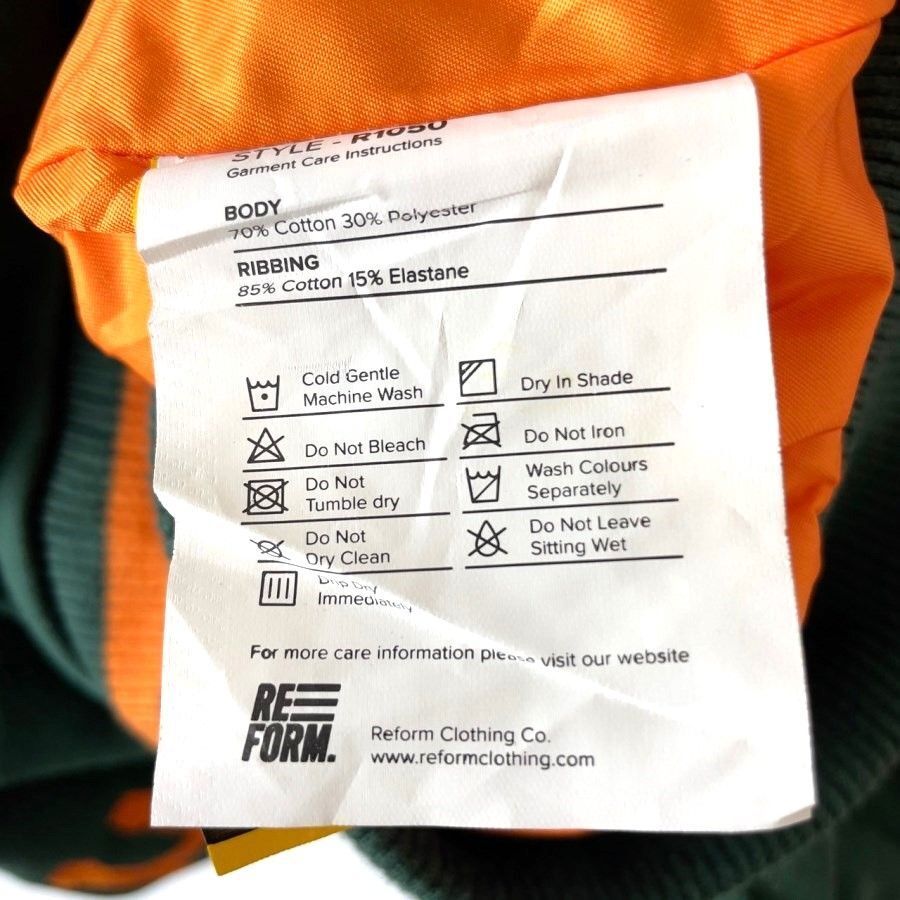 STYLE - R1050
Garment Care Instructions
BODY
70% Cotton 30% Polyester
RIBBING
85% Cotton 15% Elastane
Cold Gentle
Machine Wash
Do Not Bleach
Do Not
Tumble dry
Do Not
Dry Clean
Drip Dry
Immediately
Dry In Shade
Do Not Iron
Wash Colours
Separately
Do Not Leave
Sitting Wet
For more care information please visit our website
RE
FORM.
Reform Clothing Co.
www.reformclothing.com